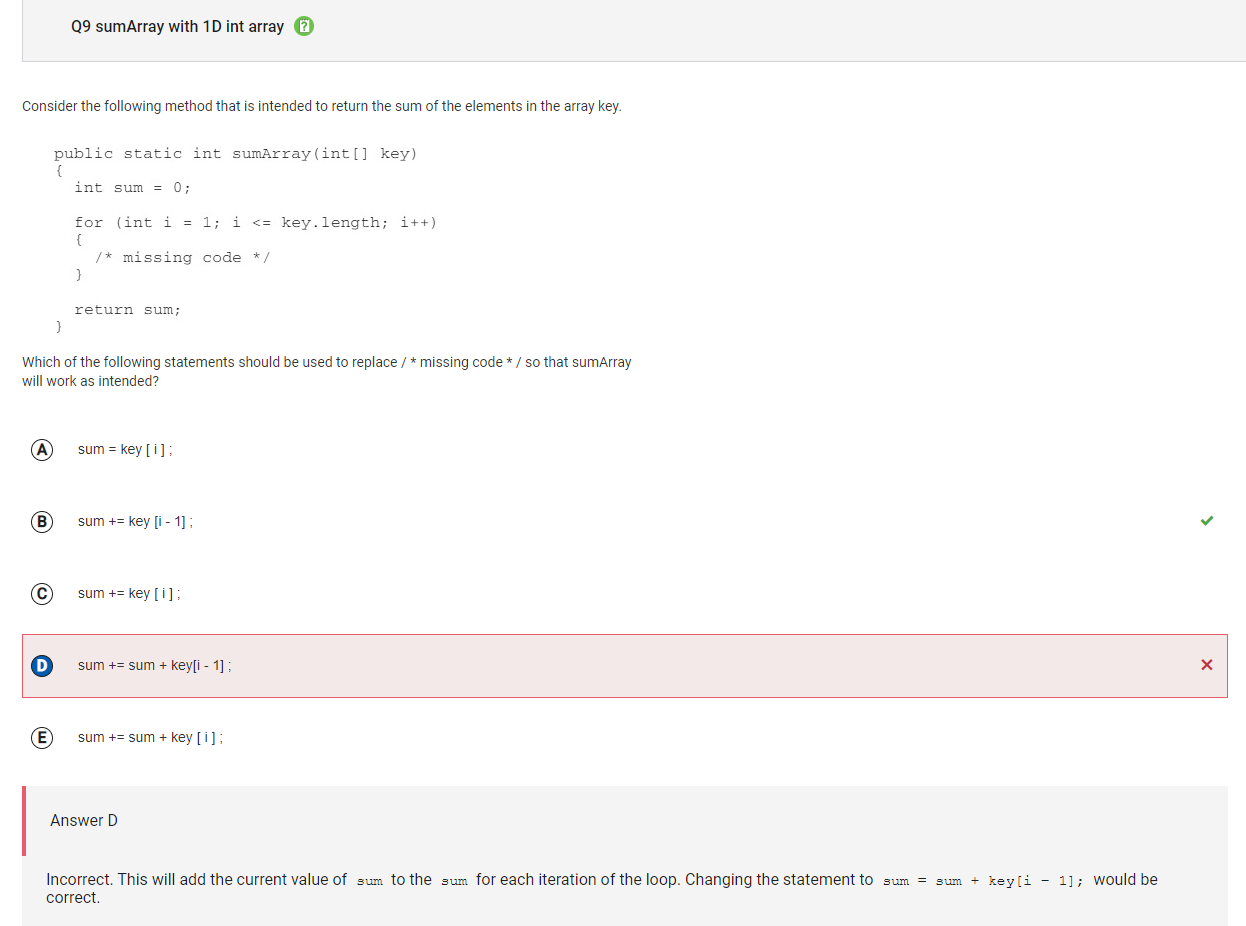 Q9 sumArray with 1D int array
Consider the following method that is intended to return the sum of the elements in the array key.
public static int sumArray(int[] key)
{
int sum = 0;
for (int i = 1; i <= key.length; i++)
{
/* missing code */
}
return sum;
}
Which of the following statements should be used to replace / * missing code * / so that sumArray
will work as intended?
A sum = key [ i ] ;
B sum += key [i - 1] ;
C sum += key [ i ] ;
D sum += sum + key[i - 1] ;
E sum += sum + key [ i ] ;
Answer D
Incorrect. This will add the current value of sum to the sum for each iteration of the loop. Changing the statement to sum = sum + key[i - 1]; would be
correct.